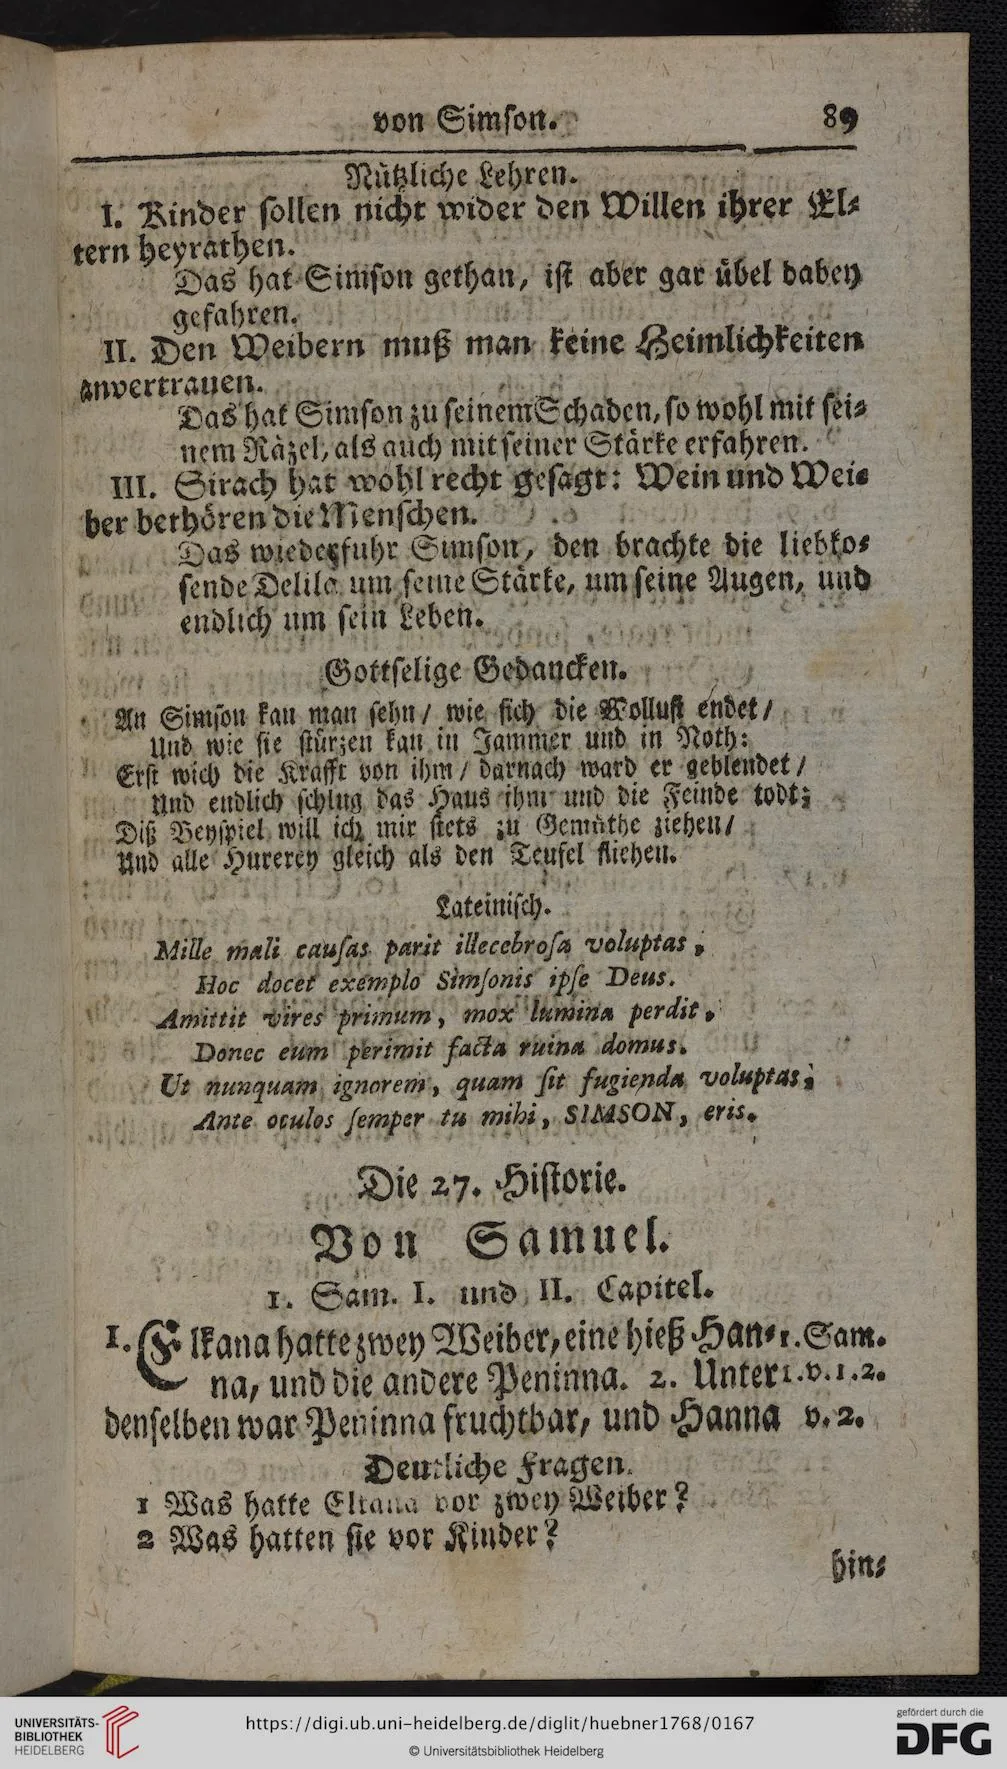 von Simson. 89
Nützliche Lehren.
I. Kinder sollen nicht wider den Willen ihrer El⸗
tern heyrathen.
Das hat Simson gethan, ist aber gar übel dabey
gefahren.
II. Den Weibern muß man keine Heimlichkeiten
anvertrauen.
Das hat Simson zu seinem Schaden, so wohl mit sei⸗
nem Räzel, als auch mit seiner Stärke erfahren.
III. Sirach hat wohl recht gesagt: Wein und Wei⸗
ber bethören die Menschen.
Das wiederfuhr Simson, den brachte die liebko⸗
sende Delila um seine Stärke, um seine Augen, und
endlich um sein Leben.
Gottselige Gedancken.
An Simson kan man sehn/ wie sich die Wollust endet/
Und wie sie stürzen kan in Jammer und in Noth:
Erst wich die Krafft von ihm/ darnach ward er geblendet/
Und endlich schlug das Haus ihm und die Feinde todt;
Diß Beyspiel will ich mir stets zu Gemüthe ziehen/
Und alle Hurerey gleich als den Teufel fliehen.
Lateinisch.
Mille mali causas parit illecebrosa voluptas;
Hoc docet exemplo Simsonis ipse Deus.
Amittit vires primum, mox lumina perdit,
Donec eum perimit facta ruina domus.
Ut nunquam ignorem, quam sit fugienda voluptas;
Ante oculos semper tu mihi, SIMSON, eris.
Die 27. Historie.
Von Samuel.
1. Sam. I. und II. Capitel.
1. Elkana hatte zwey Weiber, eine hieß Han⸗ 1. Sam.
na, und die andere Peninna. 2. Unter 1. v. 1. 2.
denselben war Peninna fruchtbar, und Hanna v. 2.
Deutliche Fragen.
1 Was hatte Elkana vor zwey Weiber?
2 Was hatten sie vor Kinder?
hin⸗
UNIVERSITÄTS-
BIBLIOTHEK
HEIDELBERG
https://digi.ub.uni-heidelberg.de/diglit/huebner1768/0167
© Universitätsbibliothek Heidelberg
gefördert durch die
DFG